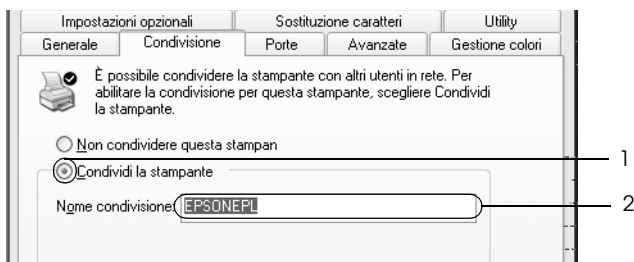 Impostazioni opzionali Sostituzione caratteri Utility
Generale Condivisione Porte Avanzate Gestione colori
È possibile condividere la stampante con altri utenti in rete. Per
abilitare la condivisione per questa stampante, scegliere Condividi
la stampante.
Non condividere questa stampan
1
Condividi la stampante
Nome condivisione: EPSONEPL
2